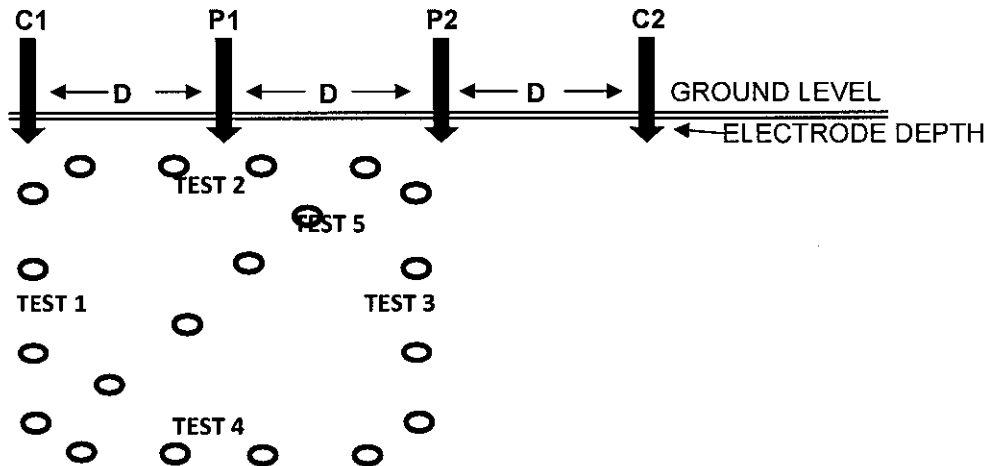 C1 P1 P2 C2
D D D
GROUND LEVEL
ELECTRODE DEPTH
TEST 2
TEST 5
TEST 1 TEST 3
TEST 4